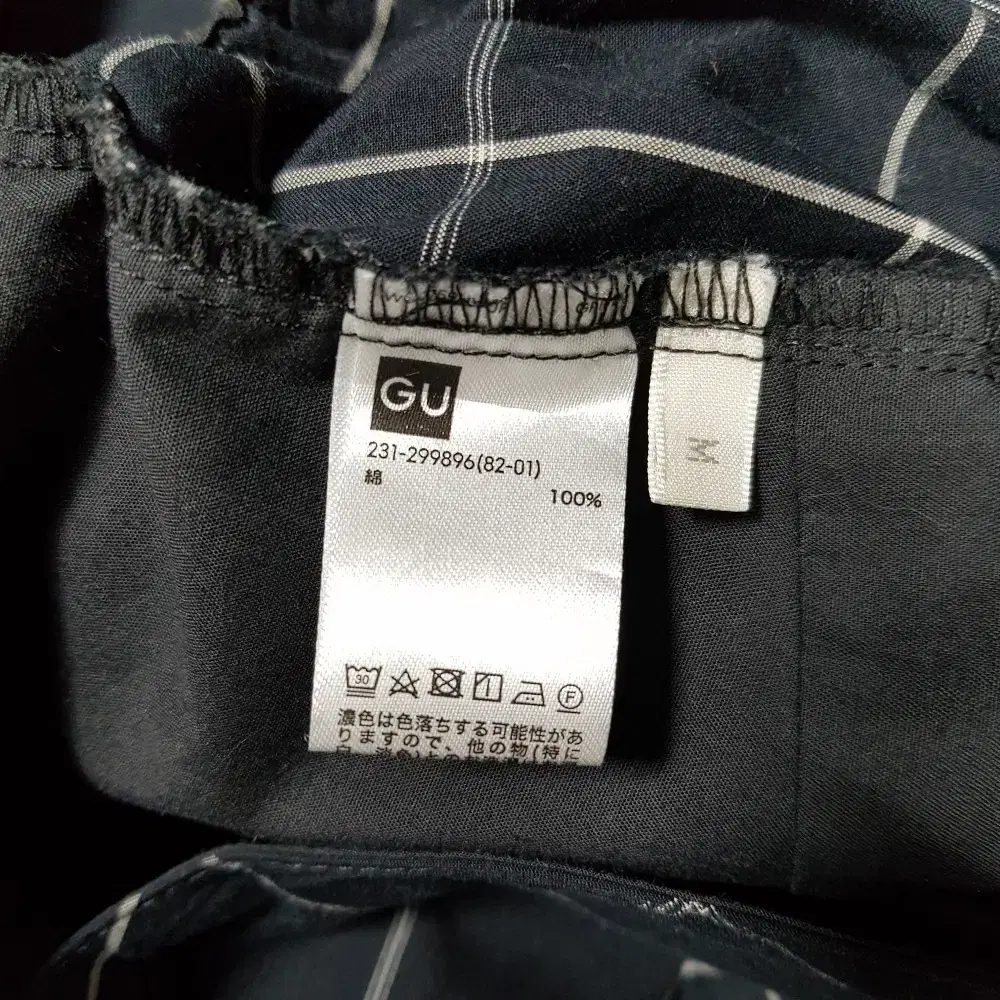 GU
231-299896(82-01)
綿
100%
M
30
F
濃色は色落ちする可能性があ
りますので、他の物(特に